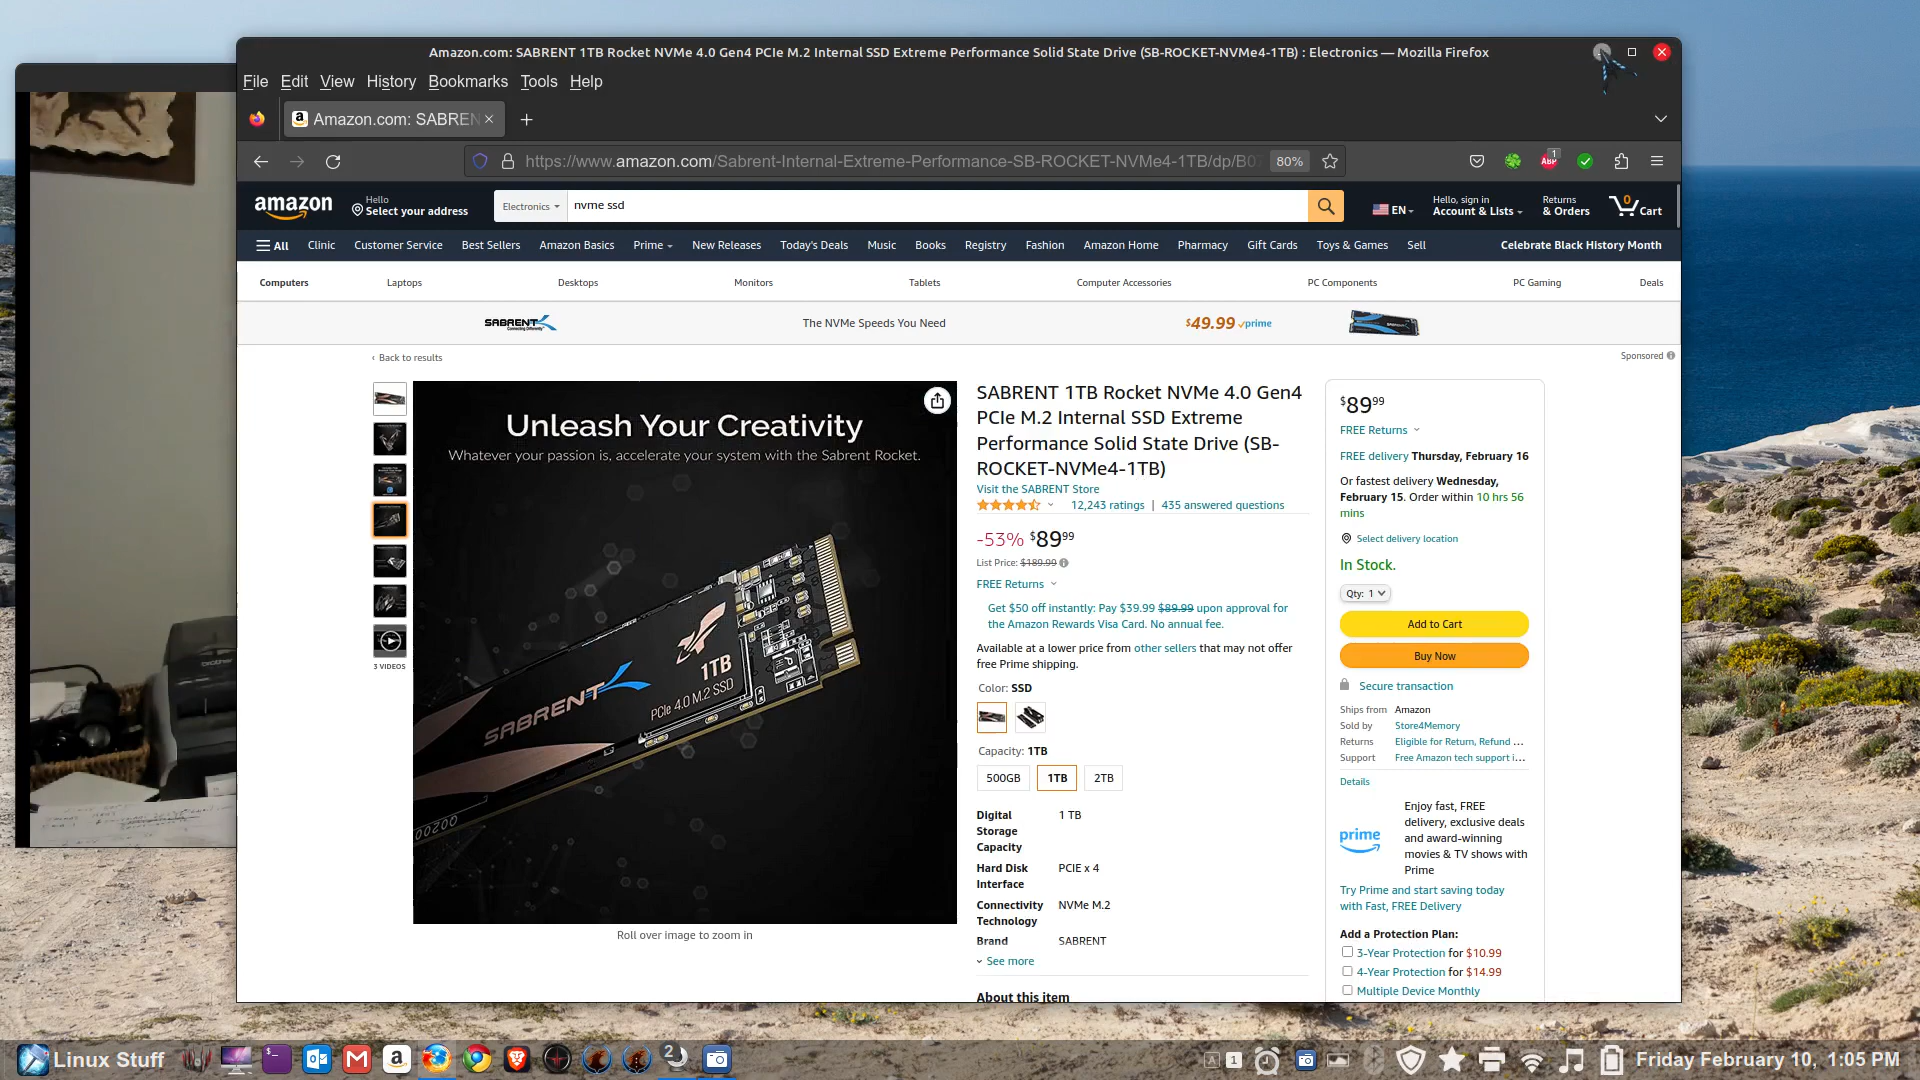 Amazon.com: SABRENT 1TB Rocket NVMe 4.0 Gen4 PCIe M.2 Internal SSD Extreme Performance Solid State Drive (SB-ROCKET-NVMe4-1TB) : Electronics — Mozilla Firefox
File Edit View History Bookmarks Tools Help
Amazon.com: SABREN
https://www.amazon.com/Sabrent-Internal-Extreme-Performance-SB-ROCKET-NVMe4-1TB/dp/B07 80% 1 ABP
amazon
Hello
Select your address
Electronics nvme ssd
EN
Hello, sign in
Account & Lists
Returns
& Orders
0
Cart
All Clinic Customer Service Best Sellers Amazon Basics Prime New Releases Today's Deals Music Books Registry Fashion Amazon Home Pharmacy Gift Cards Toys & Games Sell Celebrate Black History Month
Computers Laptops Desktops Monitors Tablets Computer Accessories PC Components PC Gaming Deals
SABRENT The NVMe Speeds You Need $49.99 prime
‹ Back to results
Sponsored
3 VIDEOS
Unleash Your Creativity
Whatever your passion is, accelerate your system with the Sabrent Rocket.
SABRENT
1TB
PCIe 4.0 M.2 SSD
Roll over image to zoom in
SABRENT 1TB Rocket NVMe 4.0 Gen4
PCIe M.2 Internal SSD Extreme
Performance Solid State Drive (SB-
ROCKET-NVMe4-1TB)
Visit the SABRENT Store
12,243 ratings | 435 answered questions
-53% $89 99
List Price: $189.99
FREE Returns
Get $50 off instantly: Pay $39.99 $89.99 upon approval for
the Amazon Rewards Visa Card. No annual fee.
Available at a lower price from other sellers that may not offer
free Prime shipping.
Color: SSD
Capacity: 1TB
500GB 1TB 2TB
Digital
Storage
Capacity
1 TB
Hard Disk
Interface
PCIE x 4
Connectivity
Technology
NVMe M.2
Brand SABRENT
See more
About this item
$89 99
FREE Returns
FREE delivery Thursday, February 16
Or fastest delivery Wednesday,
February 15. Order within 10 hrs 56
mins
Select delivery location
In Stock.
Qty: 1
Add to Cart
Buy Now
Secure transaction
Ships from Amazon
Sold by Store4Memory
Returns Eligible for Return, Refund …
Support Free Amazon tech support i…
Details
prime
Enjoy fast, FREE
delivery, exclusive deals
and award-winning
movies & TV shows with
Prime
Try Prime and start saving today
with Fast, FREE Delivery
Add a Protection Plan:
3-Year Protection for $10.99
4-Year Protection for $14.99
Multiple Device Monthly
Linux Stuff 2 A 1 Friday February 10, 1:05 PM